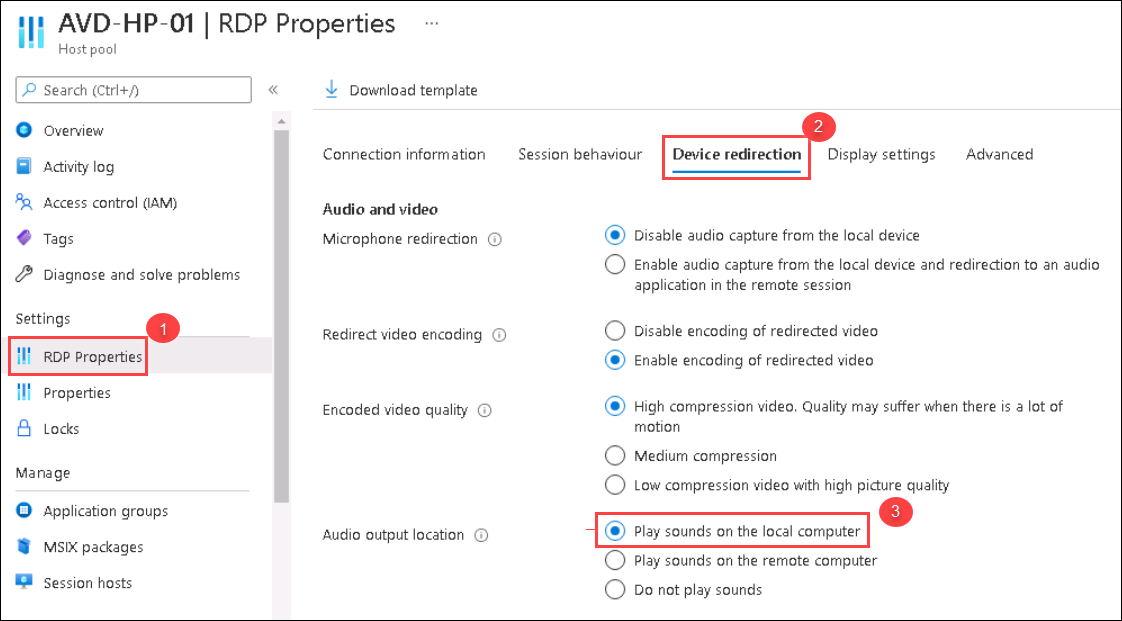 AVD-HP-01 | RDP Properties ...
Host pool
Search (Ctrl+/)
«
Download template
Overview
Activity log
Access control (IAM)
Tags
Diagnose and solve problems
Settings
1
RDP Properties
Properties
Locks
Manage
Application groups
MSIX packages
Session hosts
2
Connection information Session behaviour Device redirection Display settings Advanced
Audio and video
Microphone redirection
Disable audio capture from the local device
Enable audio capture from the local device and redirection to an audio
application in the remote session
Redirect video encoding
Disable encoding of redirected video
Enable encoding of redirected video
Encoded video quality
High compression video. Quality may suffer when there is a lot of
motion
Medium compression
Low compression video with high picture quality
3
Audio output location
Play sounds on the local computer
Play sounds on the remote computer
Do not play sounds